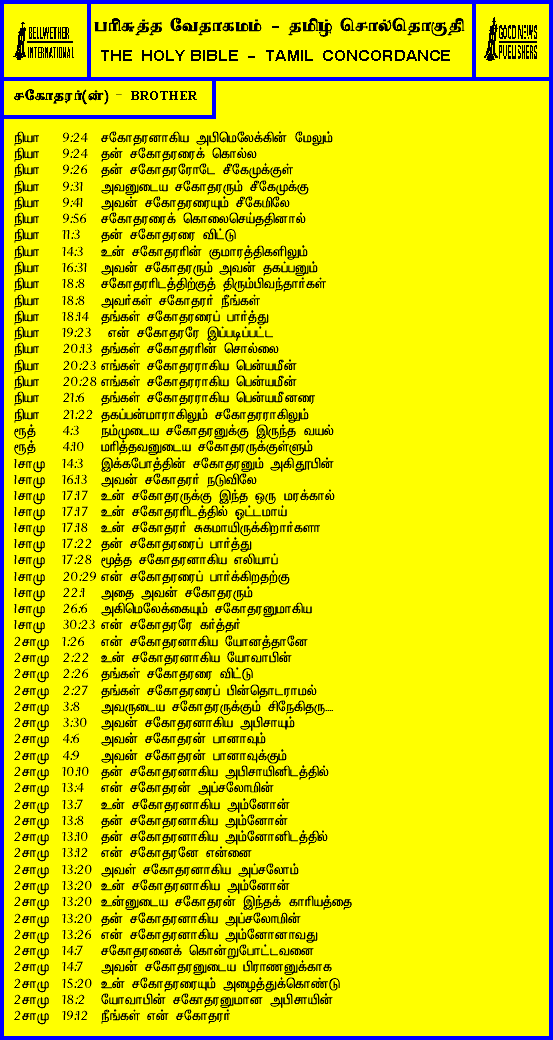 BELLWETHER
INTERNATIONAL
பரிசுத்த வேதாகமம் - தமிழ் சொல்தொகுதி
THE HOLY BIBLE - TAMIL CONCORDANCE
GOOD NEWS
PUBLISHERS
சகோதரர்(ன்) - BROTHER
நியா 9:24 சகோதரனாகிய அபிமெலேக்கின் மேலும்
நியா 9:24 தன் சகோதரரைக் கொல்ல
நியா 9:26 தன் சகோதரரோடே சீகேமுக்குள்
நியா 9:31 அவனுடைய சகோதரரும் சீகேமுக்கு
நியா 9:41 அவன் சகோதரரையும் சீகேமிலே
நியா 9:56 சகோதரரைக் கொலைசெய்ததினால்
நியா 11:3 தன் சகோதரரை விட்டு
நியா 14:3 உன் சகோதரரின் குமாரத்திகளிலும்
நியா 16:31 அவன் சகோதரரும் அவன் தகப்பனும்
நியா 18:8 சகோதரரிடத்திற்குத் திரும்பிவந்தார்கள்
நியா 18:8 அவர்கள் சகோதரர் நீங்கள்
நியா 18:14 தங்கள் சகோதரரைப் பார்த்து
நியா 19:23 என் சகோதரரே இப்படிப்பட்ட
நியா 20:13 தங்கள் சகோதரரின் சொல்லை
நியா 20:23 எங்கள் சகோதரராகிய பென்யமீன்
நியா 20:28 எங்கள் சகோதரராகிய பென்யமீன்
நியா 21:6 தங்கள் சகோதரராகிய பென்யமீனரை
நியா 21:22 தகப்பன்மாராகிலும் சகோதரராகிலும்
ரூத் 4:3 நம்முடைய சகோதரனுக்கு இருந்த வயல்
ரூத் 4:10 மரித்தவனுடைய சகோதரருக்குள்ளும்
1சாமு 14:3 இக்கபோத்தின் சகோதரனும் அகிதூபின்
1சாமு 16:13 அவன் சகோதரர் நடுவிலே
1சாமு 17:17 உன் சகோதரருக்கு இந்த ஒரு மரக்கால்
1சாமு 17:17 உன் சகோதரரிடத்தில் ஓட்டமாய்
1சாமு 17:18 உன் சகோதரர் சுகமாயிருக்கிறார்களா
1சாமு 17:22 தன் சகோதரரைப் பார்த்து
1சாமு 17:28 மூத்த சகோதரனாகிய எலியாப்
1சாமு 20:29 என் சகோதரரைப் பார்க்கிறதற்கு
1சாமு 22:1 அதை அவன் சகோதரரும்
1சாமு 26:6 அகிமெலேக்கையும் சகோதரனுமாகிய
1சாமு 30:23 என் சகோதரரே கர்த்தர்
2சாமு 1:26 என் சகோதரனாகிய யோனத்தானே
2சாமு 2:22 உன் சகோதரனாகிய யோவாபின்
2சாமு 2:26 தங்கள் சகோதரரை விட்டு
2சாமு 2:27 தங்கள் சகோதரரைப் பின்தொடராமல்
2சாமு 3:8 அவருடைய சகோதரருக்கும் சிநேகிதரு....
2சாமு 3:30 அவன் சகோதரனாகிய அபிசாயும்
2சாமு 4:6 அவன் சகோதரன் பானாவும்
2சாமு 4:9 அவன் சகோதரன் பானாவுக்கும்
2சாமு 10:10 தன் சகோதரனாகிய அபிசாயினிடத்தில்
2சாமு 13:4 என் சகோதரன் அப்சலோமின்
2சாமு 13:7 உன் சகோதரனாகிய அம்னோன்
2சாமு 13:8 தன் சகோதரனாகிய அம்னோன்
2சாமு 13:10 தன் சகோதரனாகிய அம்னோனிடத்தில்
2சாமு 13:12 என் சகோதரனே என்னை
2சாமு 13:20 அவள் சகோதரனாகிய அப்சலோம்
2சாமு 13:20 உன் சகோதரனாகிய அம்னோன்
2சாமு 13:20 உன்னுடைய சகோதரன் இந்தக் காரியத்தை
2சாமு 13:20 தன் சகோதரனாகிய அப்சலோமின்
2சாமு 13:26 என் சகோதரனாகிய அம்னோனாவது
2சாமு 14:7 சகோதரனைக் கொன்றுபோட்டவனை
2சாமு 14:7 அவன் சகோதரனுடைய பிராணனுக்காக
2சாமு 15:20 உன் சகோதரரையும் அழைத்துக்கொண்டு
2சாமு 18:2 யோவாபின் சகோதரனுமான அபிசாயின்
2சாமு 19:12 நீங்கள் என் சகோதரர்